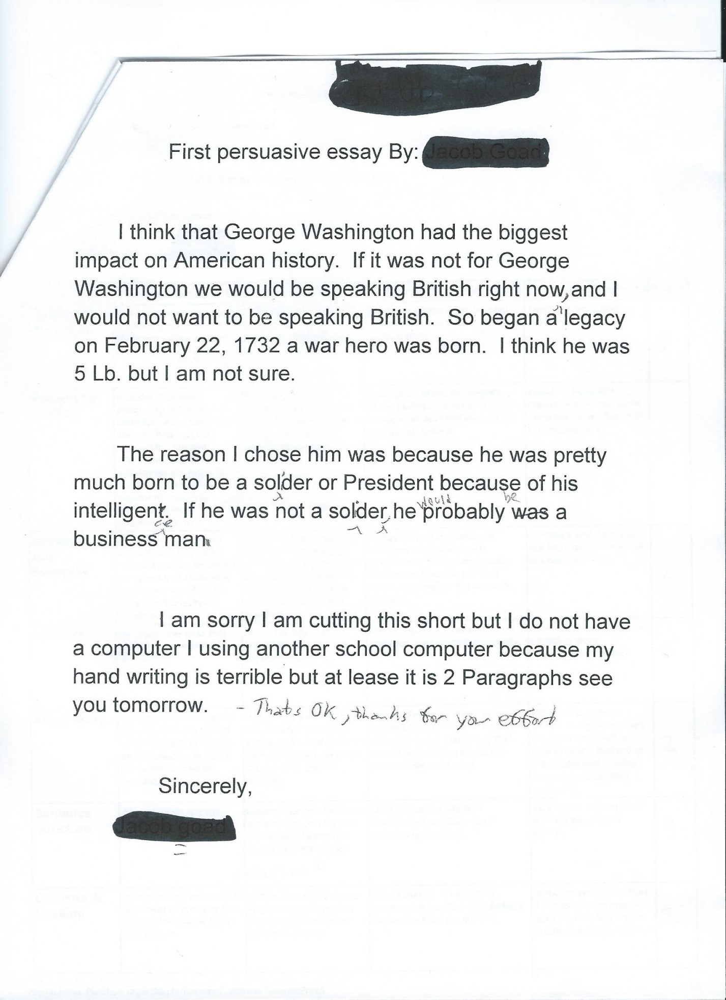 First persuasive essay By:
I think that George Washington had the biggest
impact on American history. If it was not for George
Washington we would be speaking British right now, and I
would not want to be speaking British. So began a legacy
on February 22, 1732 a war hero was born. I think he was
5 Lb. but I am not sure.
The reason I chose him was because he was pretty
much born to be a solder or President because of his
would be
intelligent. If he was not a solder, he probably was a
ce
business man.
I am sorry I am cutting this short but I do not have
a computer I using another school computer because my
hand writing is terrible but at lease it is 2 Paragraphs see
you tomorrow. - Thats OK, thanks for your effort
Sincerely,